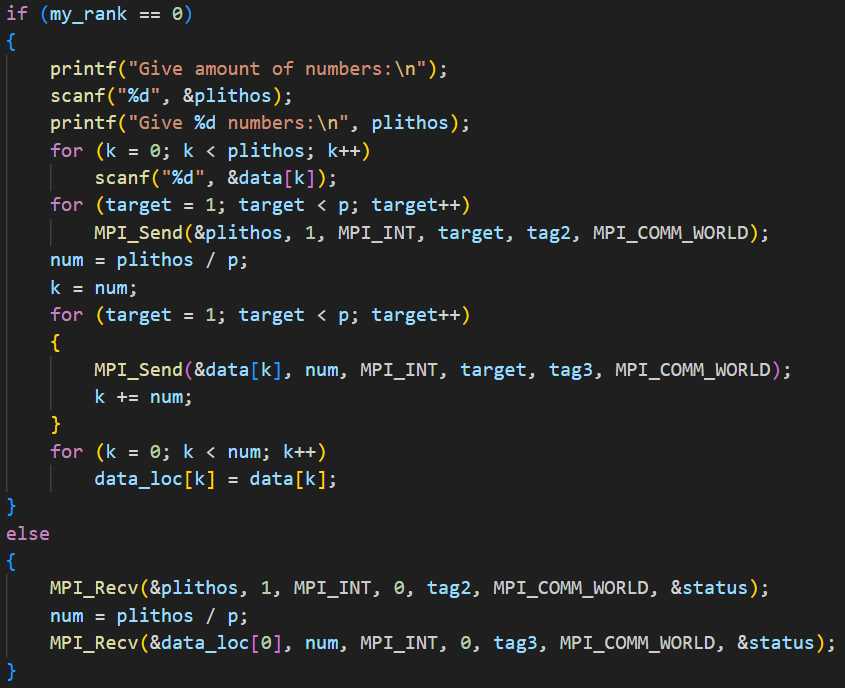 if (my_rank == 0)
{
    printf("Give amount of numbers:\n");
    scanf("%d", &plithos);
    printf("Give %d numbers:\n", plithos);
    for (k = 0; k < plithos; k++)
        scanf("%d", &data[k]);
    for (target = 1; target < p; target++)
        MPI_Send(&plithos, 1, MPI_INT, target, tag2, MPI_COMM_WORLD);
    num = plithos / p;
    k = num;
    for (target = 1; target < p; target++)
    {
        MPI_Send(&data[k], num, MPI_INT, target, tag3, MPI_COMM_WORLD);
        k += num;
    }
    for (k = 0; k < num; k++)
        data_loc[k] = data[k];
}
else
{
    MPI_Recv(&plithos, 1, MPI_INT, 0, tag2, MPI_COMM_WORLD, &status);
    num = plithos / p;
    MPI_Recv(&data_loc[0], num, MPI_INT, 0, tag3, MPI_COMM_WORLD, &status);
}